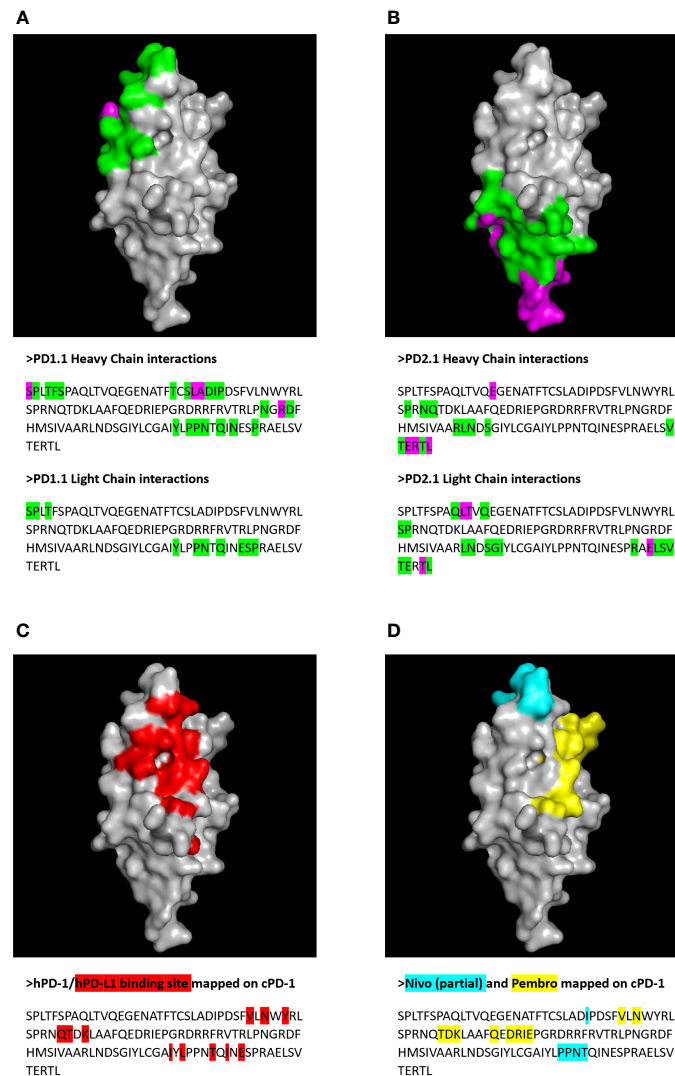 A
B
>PD1.1 Heavy Chain interactions
SPLTFSPAQLTVQEGENATFTCSLADIPDSFVLNWYRL
SPRNQTDKLAAFQEDRIEPGRDRRFRVTRLPNGRDF
HMSIVAARLNDSGIYLCGAIYLPPNTQINESPRAELSV
TERTL
>PD1.1 Light Chain interactions
SPLTFSPAQLTVQEGENATFTCSLADIPDSFVLNWYRL
SPRNQTDKLAAFQEDRIEPGRDRRFRVTRLPNGRDF
HMSIVAARLNDSGIYLCGAIYLPPNTQINESPRAELSV
TERTL
>PD2.1 Heavy Chain interactions
SPLTFSPAQLTVQEGENATFTCSLADIPDSFVLNWYRL
SPRNQTDKLAAFQEDRIEPGRDRRFRVTRLPNGRDF
HMSIVAARLNDSGIYLCGAIYLPPNTQINESPRAELSV
TERTL
>PD2.1 Light Chain interactions
SPLTFSPAQLTVQEGENATFTCSLADIPDSFVLNWYRL
SPRNQTDKLAAFQEDRIEPGRDRRFRVTRLPNGRDF
HMSIVAARLNDSGIYLCGAIYLPPNTQINESPRAELSV
TERTL
C
D
>hPD-1/hPD-L1 binding site mapped on cPD-1
SPLTFSPAQLTVQEGENATFTCSLADIPDSFVLNWYRL
SPRNQTDKLAAFQEDRIEPGRDRRFRVTRLPNGRDF
HMSIVAARLNDSGIYLCGAIYLPPNTQINESPRAELSV
TERTL
>Nivo (partial) and Pembro mapped on cPD-1
SPLTFSPAQLTVQEGENATFTCSLADIPDSFVLNWYRL
SPRNQTDKLAAFQEDRIEPGRDRRFRVTRLPNGRDF
HMSIVAARLNDSGIYLCGAIYLPPNTQINESPRAELSV
TERTL